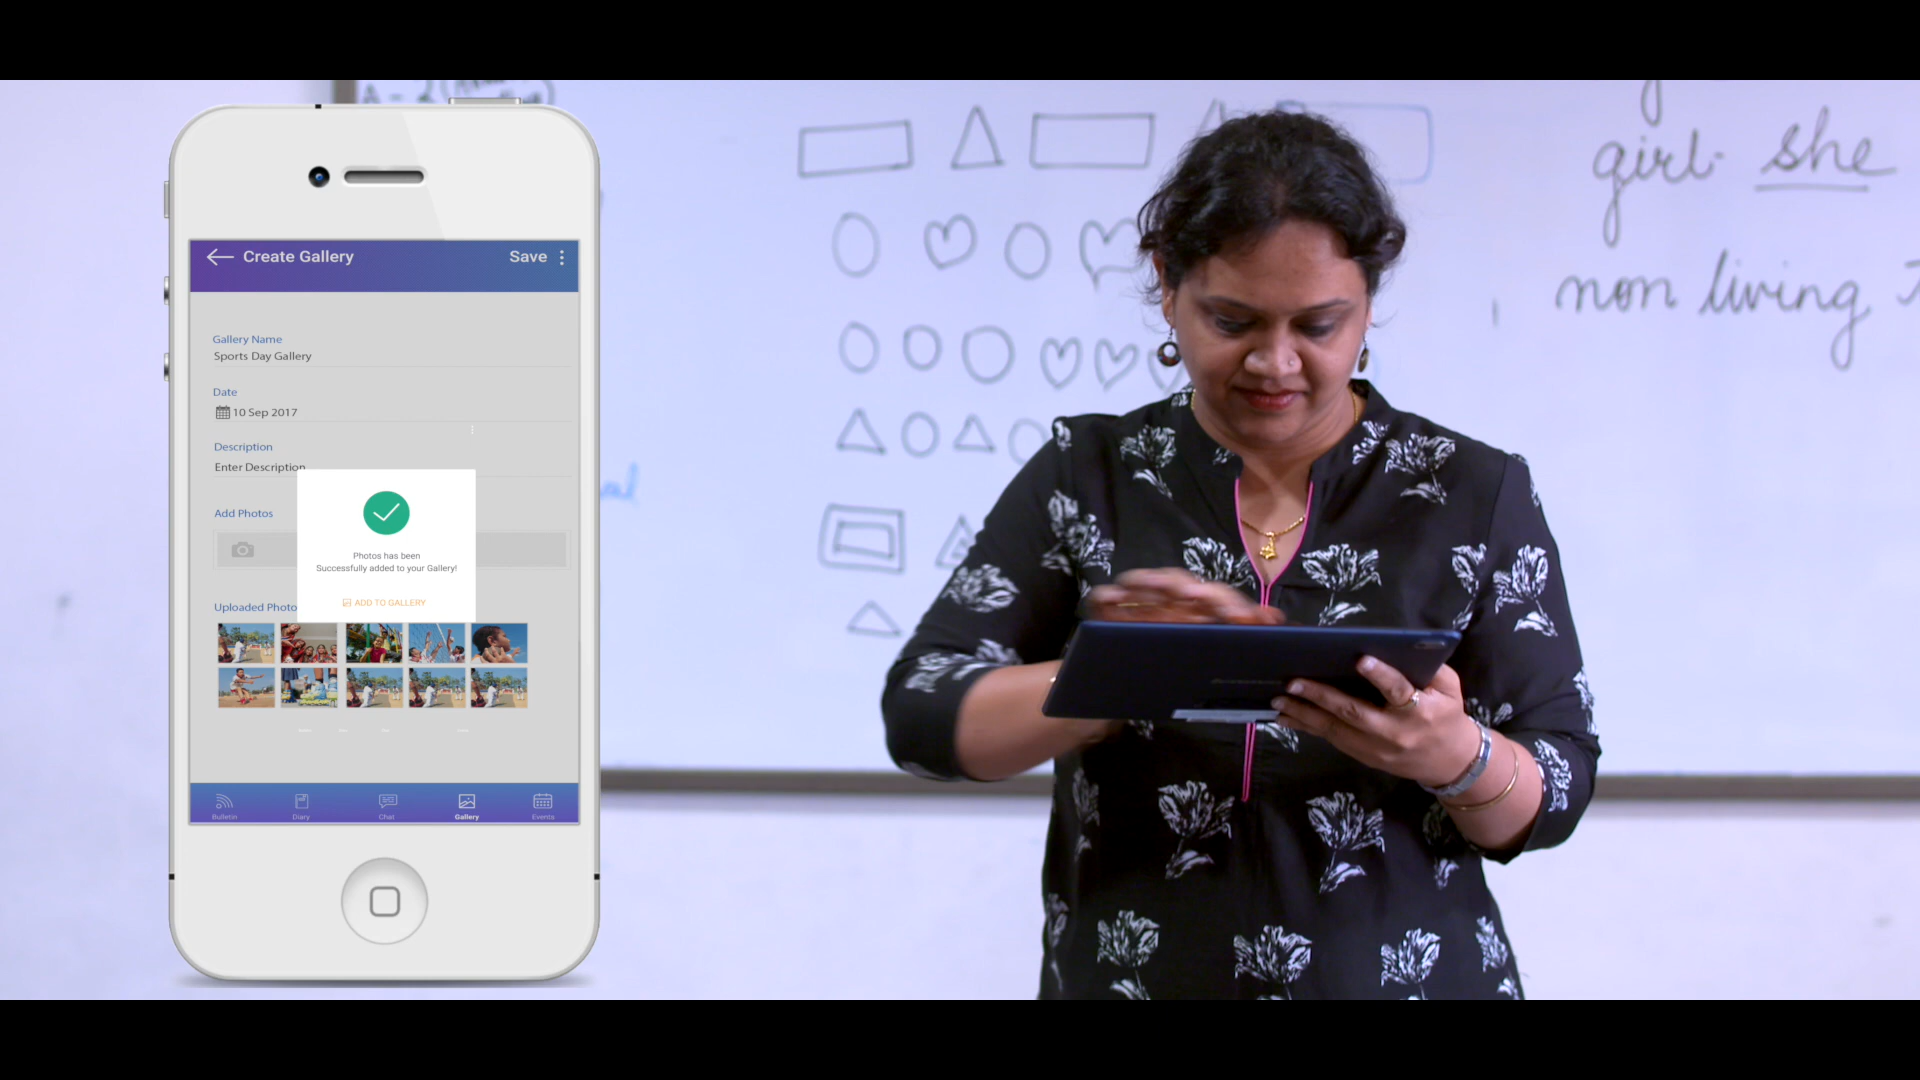 Create Gallery Save
Gallery Name
Sports Day Gallery
Date
10 Sep 2017
Description
Enter Description
Add Photos
Photos has been
Successfully added to your Gallery!
ADD TO GALLERY
Uploaded Photo
Bulletin Diary Chat Gallery Events
girl- she
non living